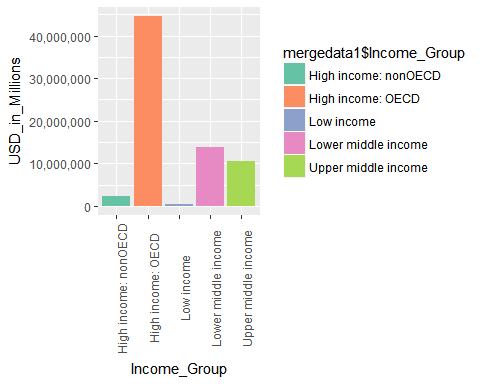 USD_in_Millions
40,000,000
30,000,000
20,000,000
10,000,000
0
High income: nonOECD
High income: OECD
Low income
Lower middle income
Upper middle income
Income_Group
mergedata1$Income_Group
High income: nonOECD
High income: OECD
Low income
Lower middle income
Upper middle income